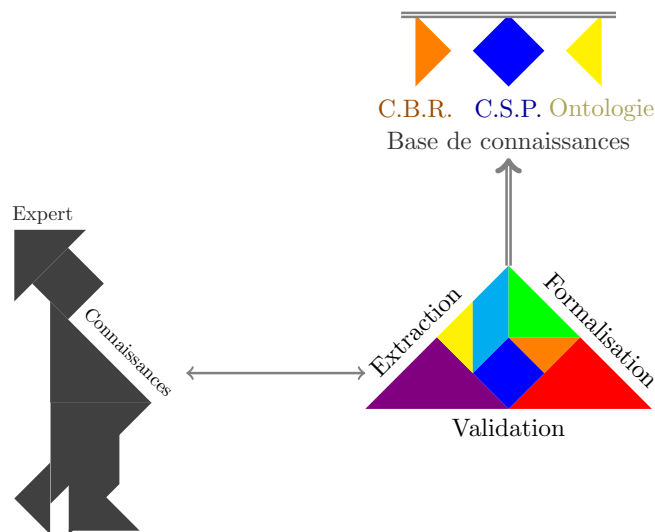 C.B.R. C.S.P. Ontologie
Base de connaissances
Expert
Connaissances
Extraction
Formalisation
Validation